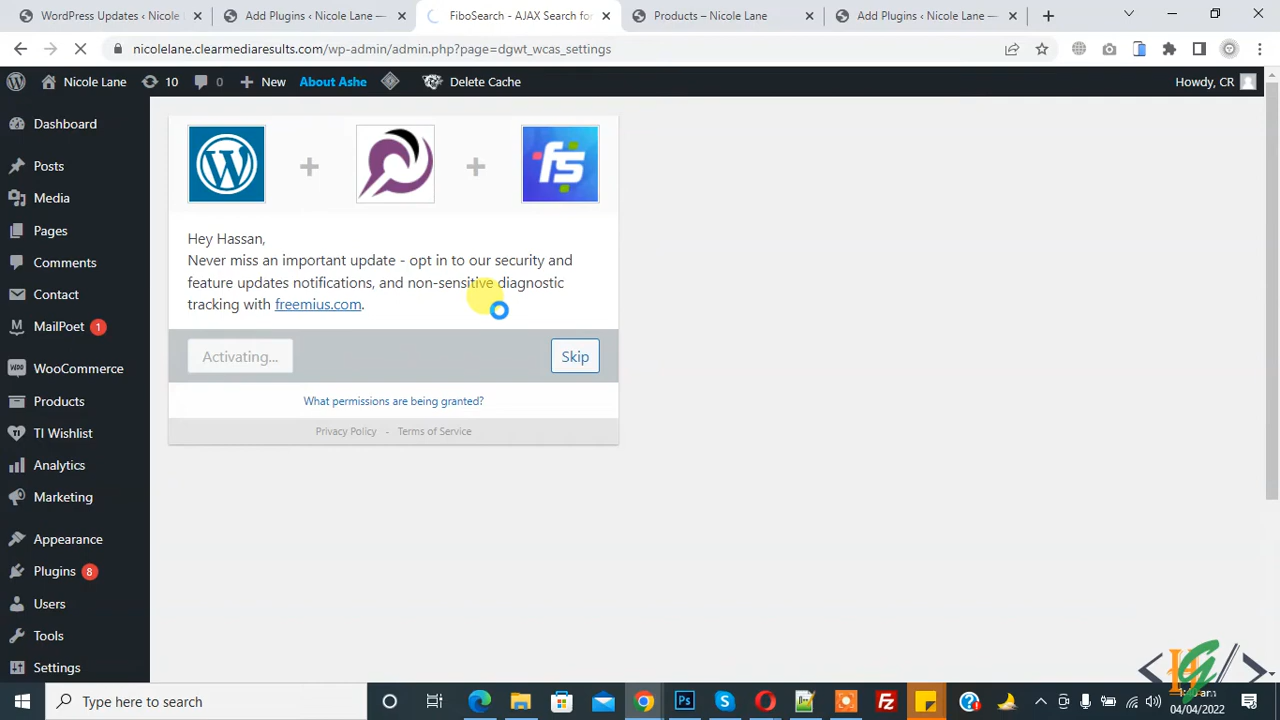 WordPress Updates ‹ Nicole
Add Plugins ‹ Nicole Lane —
FiboSearch - AJAX Search for
Products – Nicole Lane
Add Plugins ‹ Nicole Lane —
nicolelane.clearmediaresults.com/wp-admin/admin.php?page=dgwt_wcas_settings
Nicole Lane
10
0
New
About Ashe
Delete Cache
Howdy, CR
Dashboard
Posts
Media
Pages
Comments
Contact
MailPoet 1
WooCommerce
Products
TI Wishlist
Analytics
Marketing
Appearance
Plugins 8
Users
Tools
Settings
fs
Hey Hassan,
Never miss an important update - opt in to our security and
feature updates notifications, and non-sensitive diagnostic
tracking with freemius.com.
Activating...
Skip
What permissions are being granted?
Privacy Policy - Terms of Service
Type here to search
04/04/2022